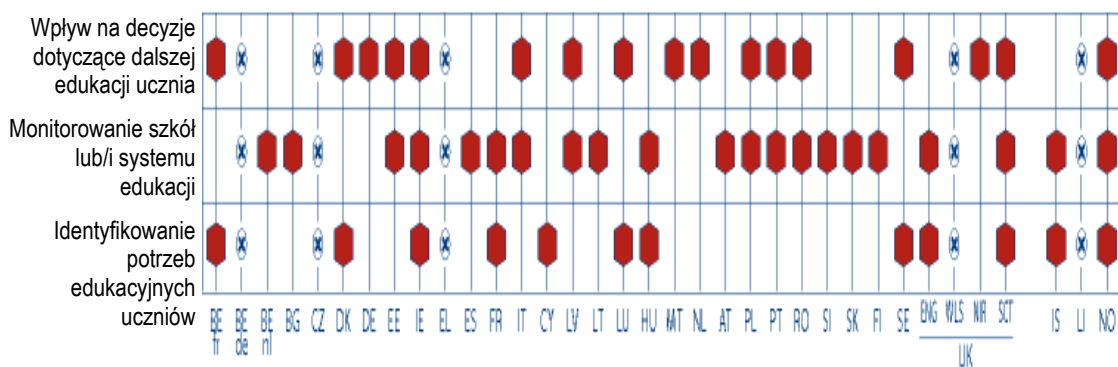 Wpływ na decyzje
dotyczące dalszej
edukacji ucznia
Monitorowanie szkół
lub/i systemu
edukacji
Identyfikowanie
potrzeb
edukacyjnych
uczniów
BE BE BE BG CZ DK DE EE IE EL ES FR IT CY LV LT LU HU MT NL AT PL PT RO SI SK FI SE ENG WLS NIR SCT IS LI NO
fr de nl
UK